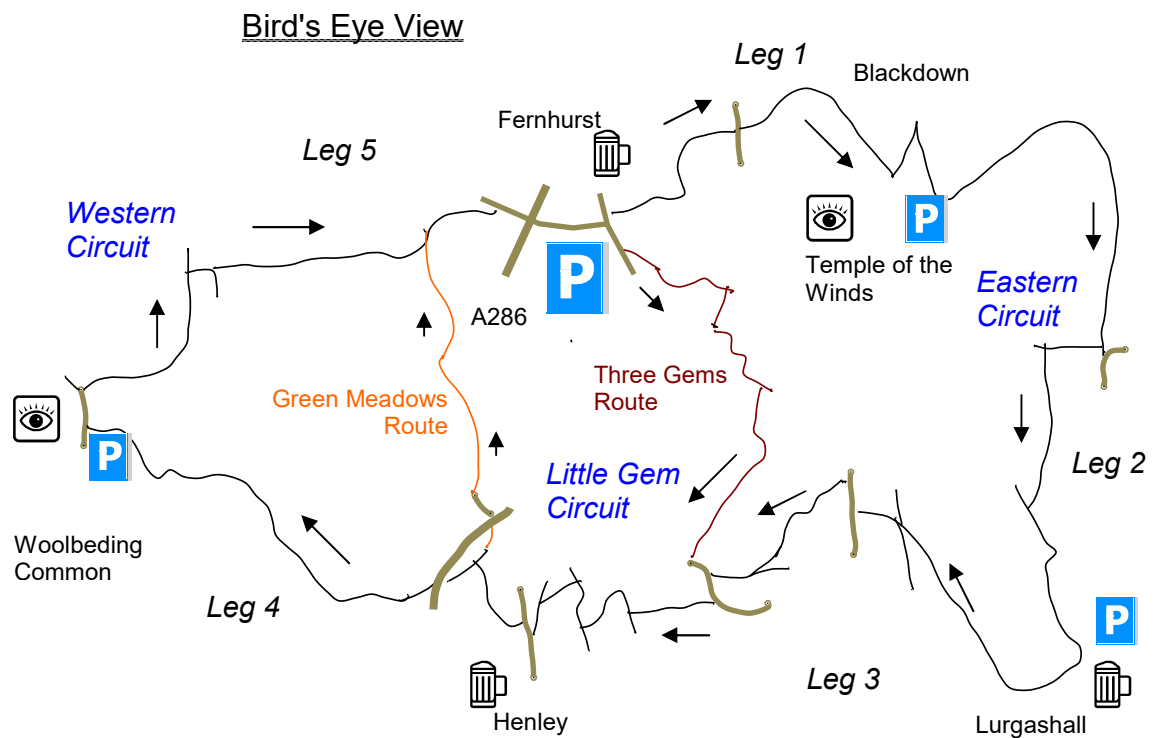 Bird's Eye View
Leg 1
Blackdown
Fernhurst
Leg 5
Western
Circuit
P
P
Temple of the
Winds
Eastern
Circuit
A286
Three Gems
Route
Green Meadows
Route
P
Little Gem
Circuit
Leg 2
Woolbeding
Common
Leg 4
P
Leg 3
Henley
Lurgashall